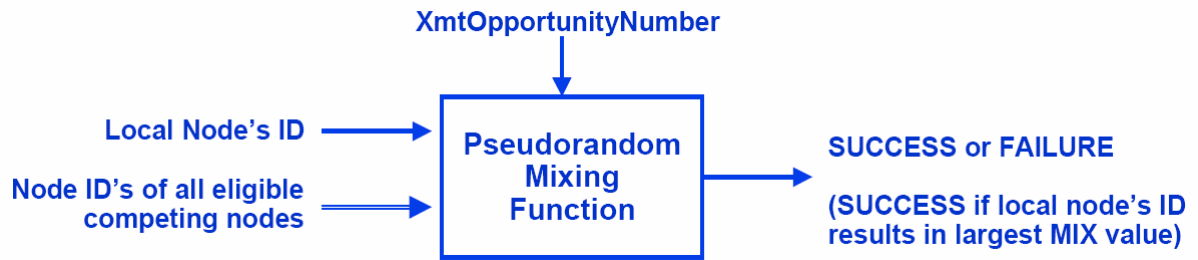 XmtOpportunityNumber
Local Node's ID
Node ID's of all eligible
competing nodes
Pseudorandom
Mixing
Function
SUCCESS or FAILURE
(SUCCESS if local node's ID
results in largest MIX value)